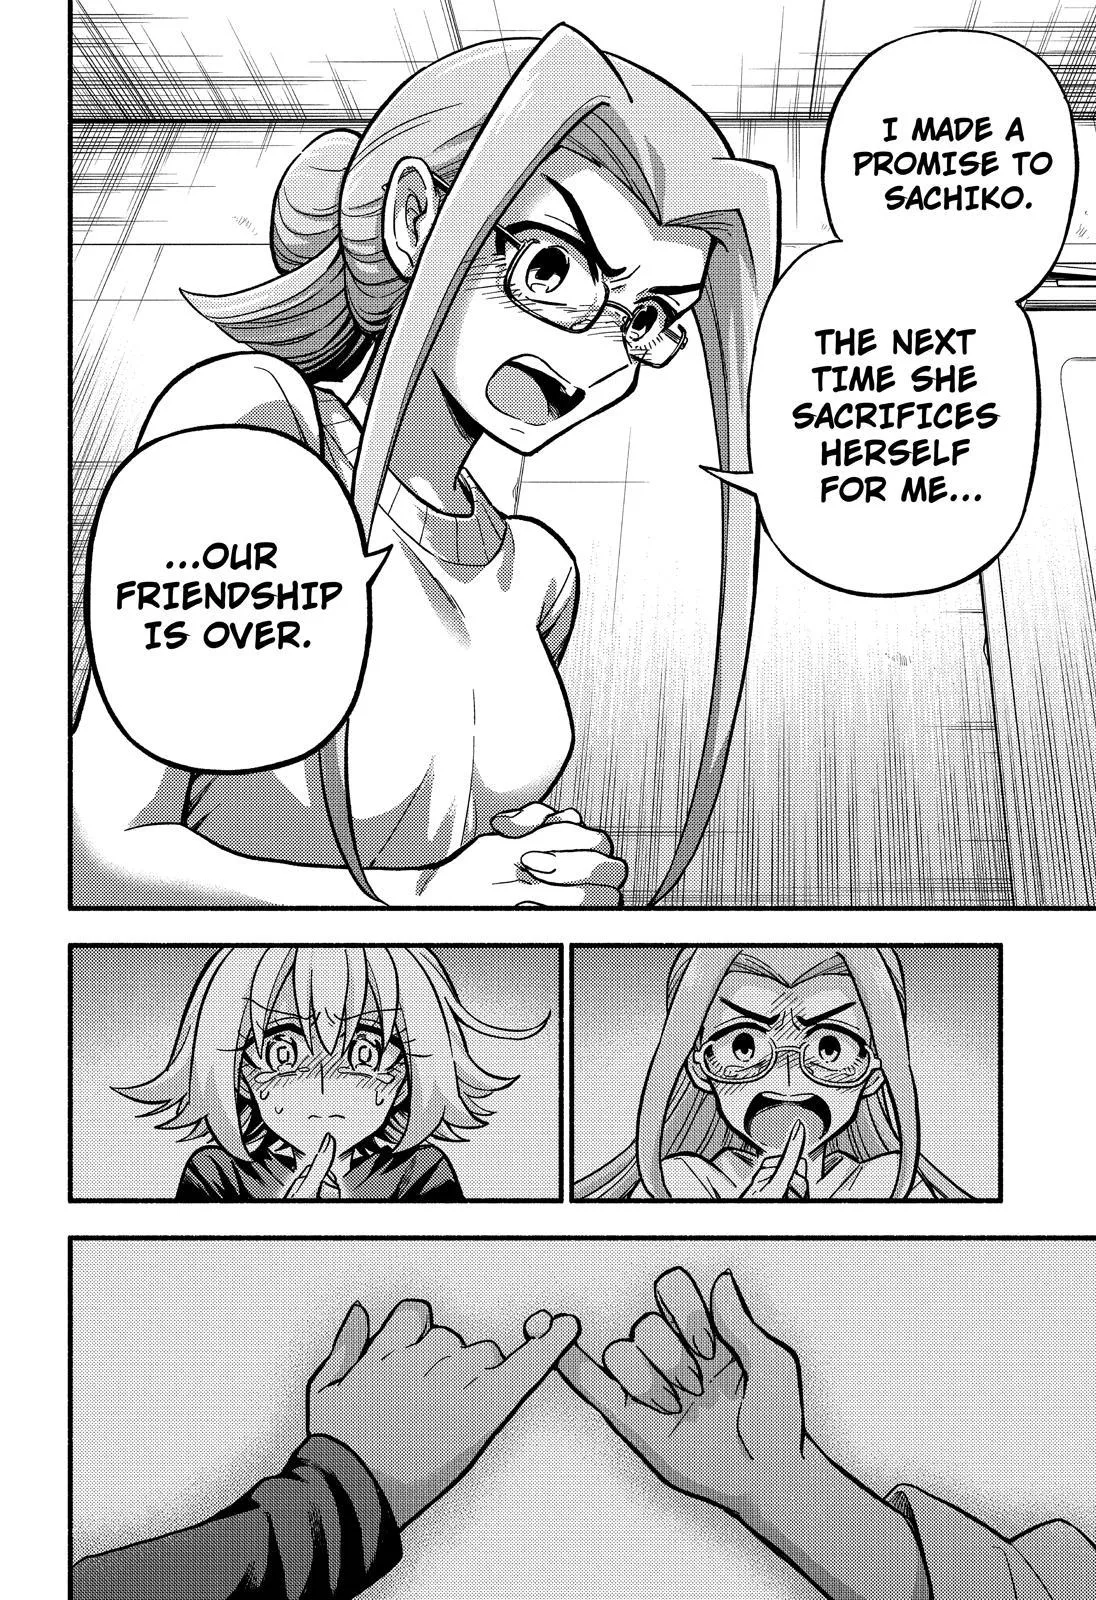 I MADE A
PROMISE TO
SACHIKO.
THE NEXT
TIME SHE
SACRIFICES
HERSELF
FOR ME...
...OUR
FRIENDSHIP
IS OVER.